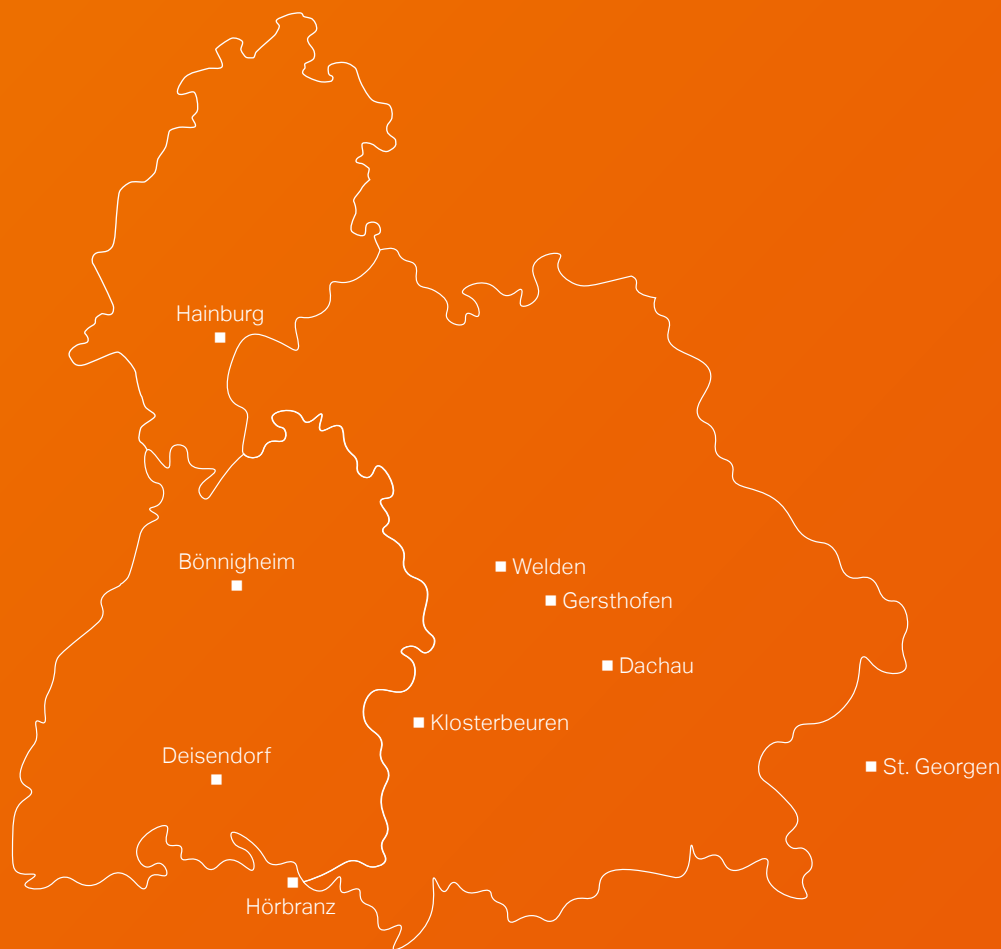 Hainburg
Bönnigheim
Welden
Gersthofen
Dachau
Klosterbeuren
Deisendorf
St. Georgen
Hörbranz